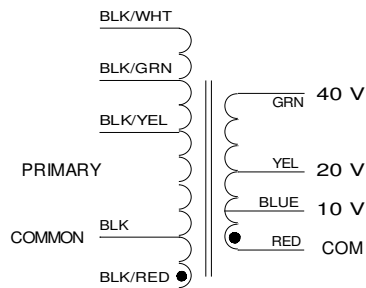 BLK/WHT
BLK/GRN
BLK/YEL
PRIMARY
COMMON BLK
BLK/RED
GRN 40 V
YEL 20 V
BLUE 10 V
RED COM